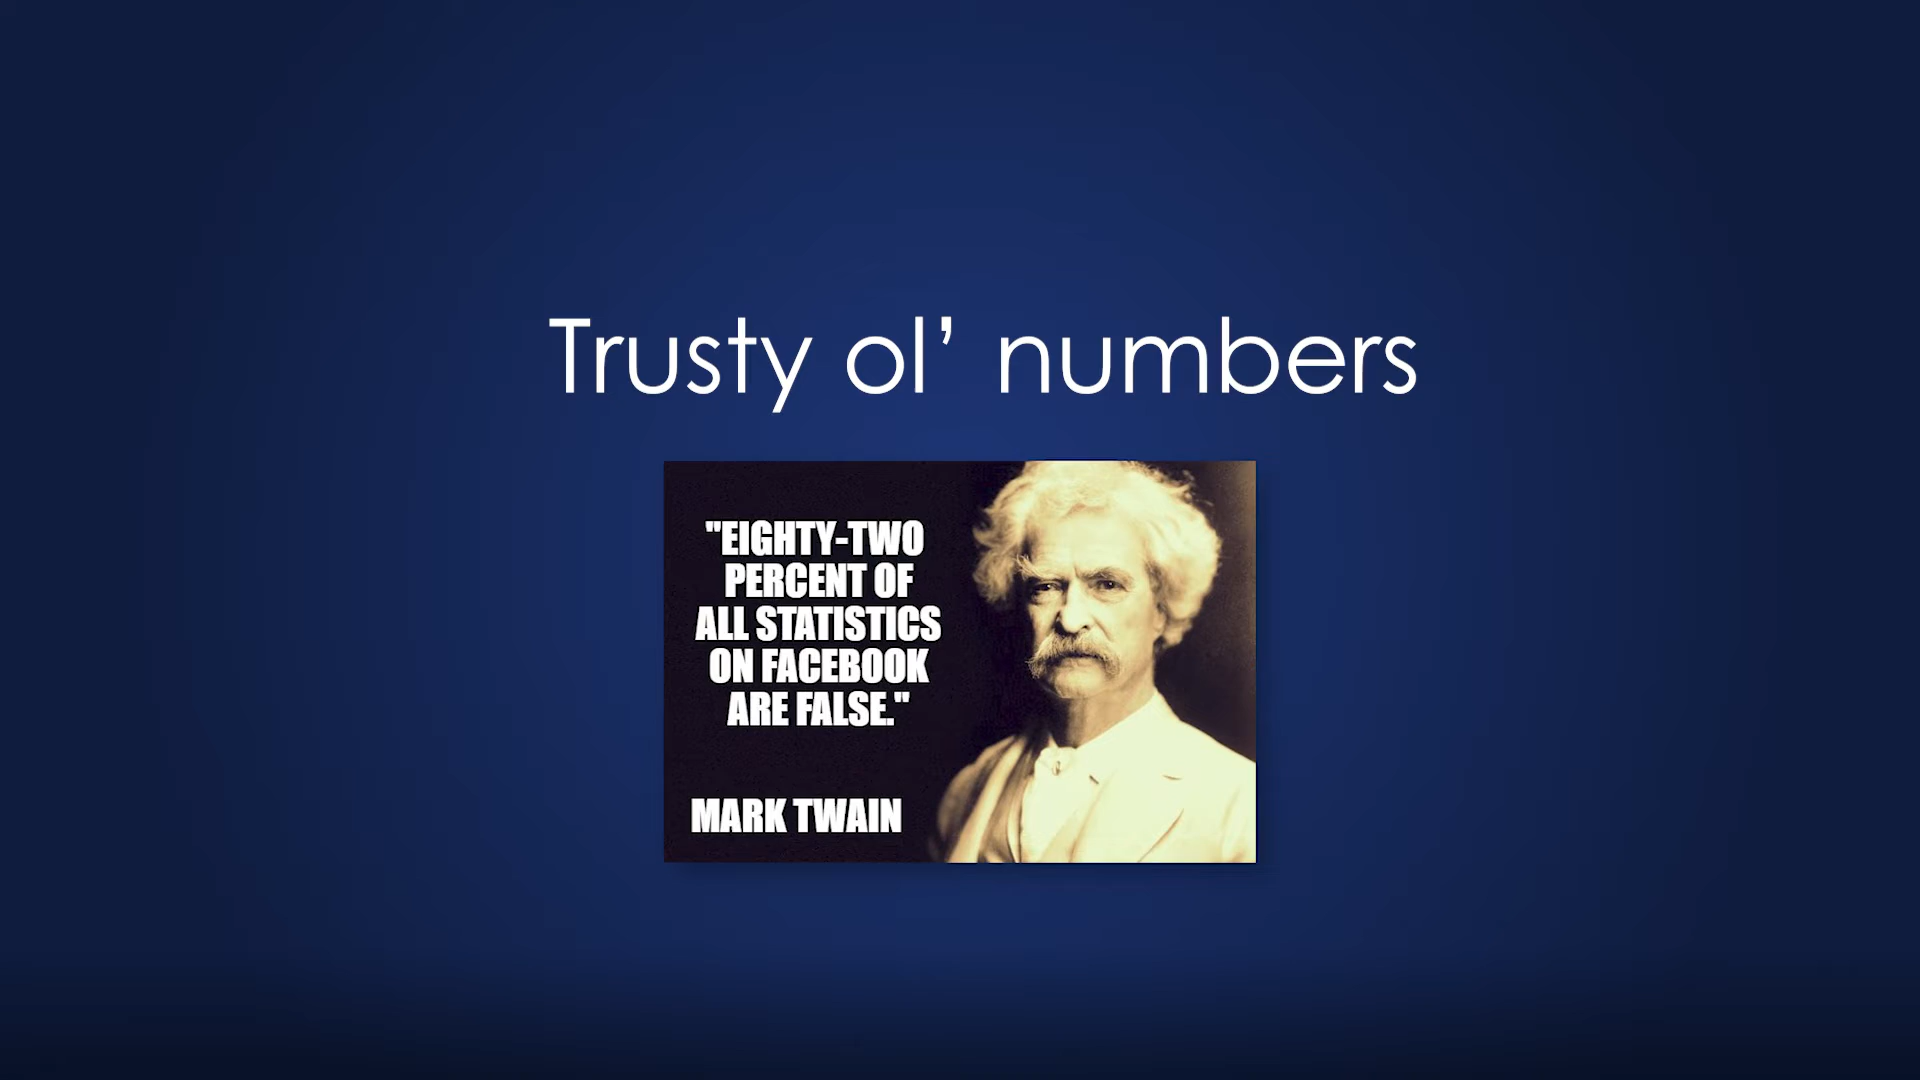 Trusty ol’ numbers
"EIGHTY-TWO
PERCENT OF
ALL STATISTICS
ON FACEBOOK
ARE FALSE."
MARK TWAIN